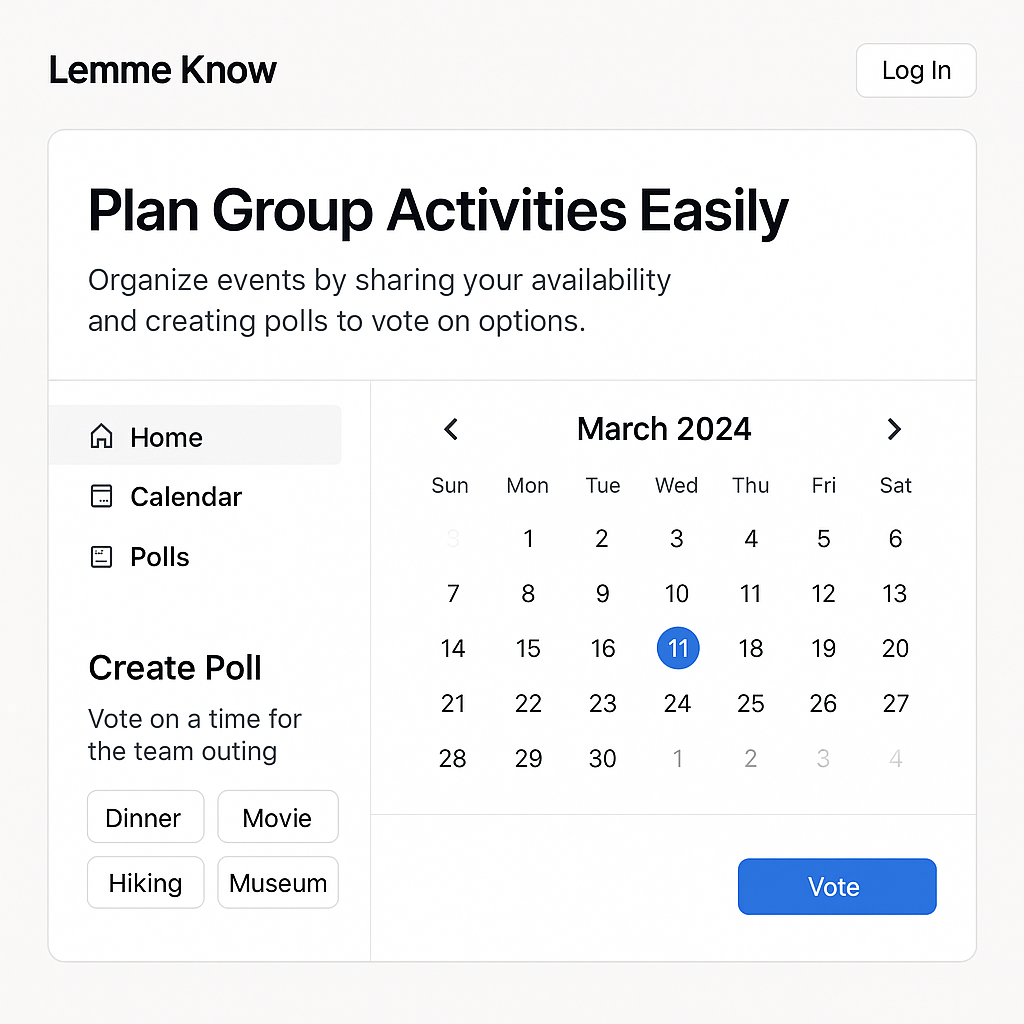 Lemme Know
Log In
Plan Group Activities Easily
Organize events by sharing your availability
and creating polls to vote on options.
Home
Calendar
Polls
Create Poll
Vote on a time for
the team outing
Dinner Movie
Hiking Museum
March 2024
Sun Mon Tue Wed Thu Fri Sat
3 1 2 3 4 5 6
7 8 9 10 11 12 13
14 15 16 11 18 19 20
21 22 23 24 25 26 27
28 29 30 1 2 3 4
Vote